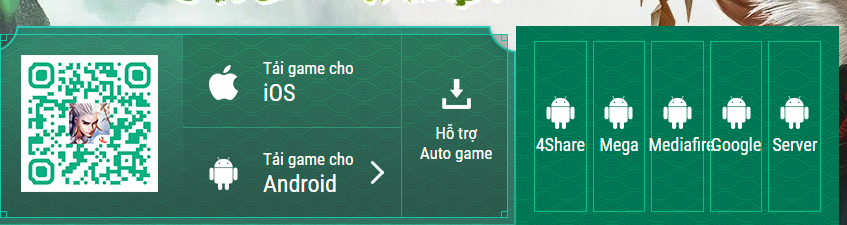 Tải game cho
iOS
Tải game cho
Android
Hỗ trợ
Auto game
4Share
Mega
Mediafire
Google
Server